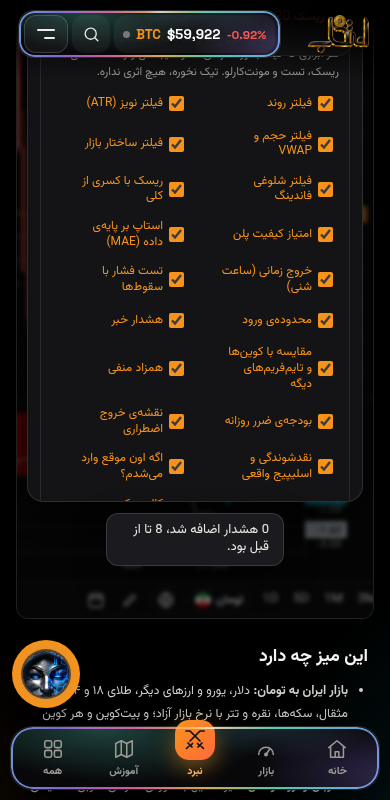 BTC $59,922 -0.92%
ریسک، تست و مونت‌کارلو. تیک نخوره، هیچ اثری نداره.
فیلتر روند
فیلتر نویز (ATR)
فیلتر حجم و
VWAP
فیلتر ساختار بازار
فیلتر شلوغی
فاندینگ
ریسک با کسری از
کلی
امتیاز کیفیت پلن
استاپ بر پایه‌ی
داده (MAE)
خروج زمانی (ساعت
شنی)
تست فشار با
سقوط‌ها
محدوده‌ی ورود
هشدار خبر
مقایسه با کوین‌ها
و تایم‌فریم‌های
دیگه
همزاد منفی
بودجه‌ی ضرر روزانه
نقشه‌ی خروج
اضطراری
نقدشوندگی و
اسلیپیج واقعی
اگه اون موقع وارد
می‌شدم؟
0 هشدار اضافه شد، 8 تا از
قبل بود.
تومان 1D 5D 1M
این میز چه دارد
بازار ایران به تومان: دلار، یورو و ارزهای دیگر، طلای ۱۸ و
مثقال، سکه‌ها، نقره و تتر با نرخ بازار آزاد؛ و بیت‌کوین و هر کوین
خانه
بازار
نبرد
آموزش
همه